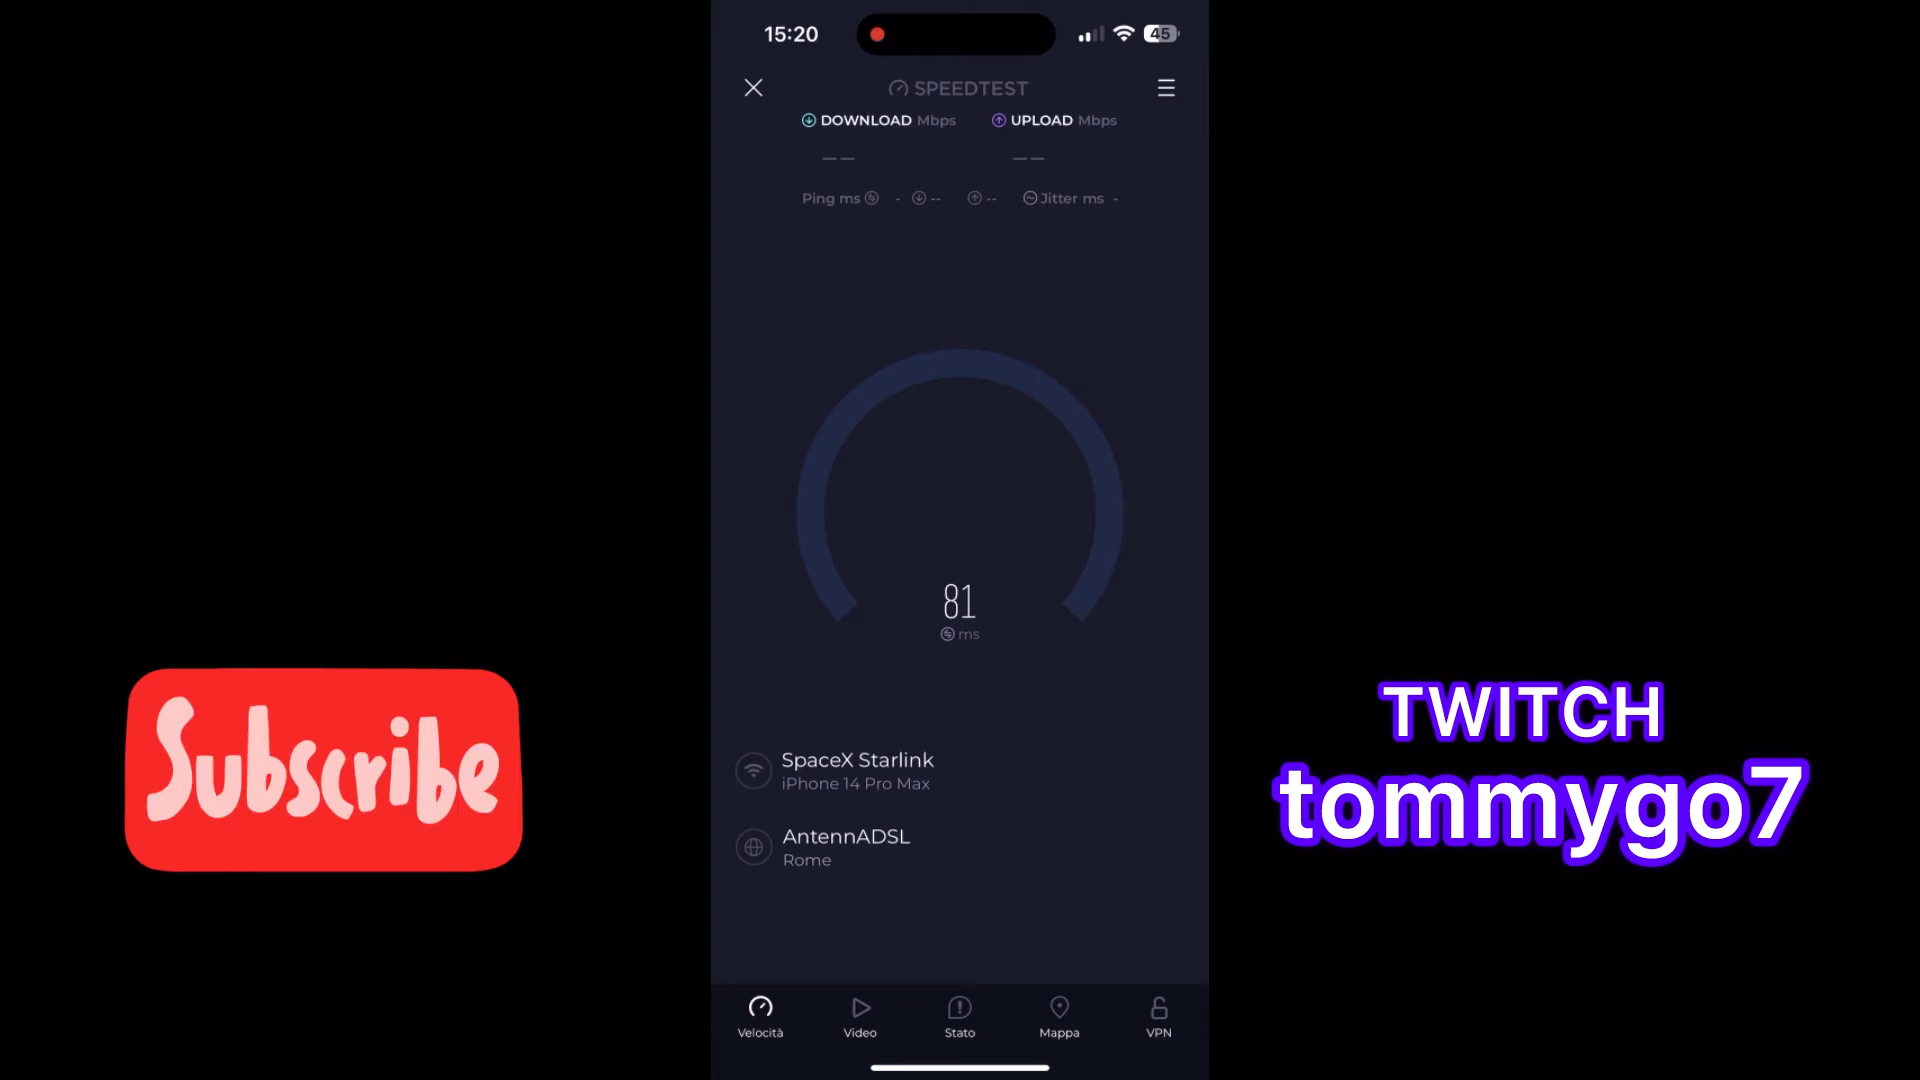 15:20
45
SPEEDTEST
DOWNLOAD Mbps
UPLOAD Mbps
— —
— —
Ping ms - -- -- Jitter ms -
81
ms
SpaceX Starlink
iPhone 14 Pro Max
AntennADSL
Rome
Velocità
Video
Stato
Mappa
VPN
Subscribe
TWITCH
tommygo7